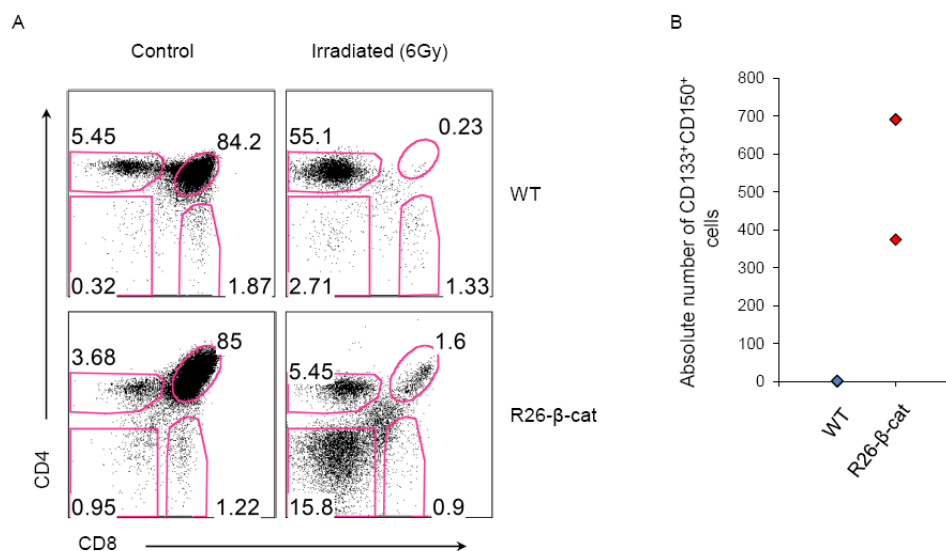 A
Control
Irradiated (6Gy)
5.45
84.2
0.32
1.87
55.1
0.23
2.71
1.33
WT
3.68
85
0.95
1.22
5.45
1.6
15.8
0.9
R26-β-cat
CD4
CD8
B
Absolute number of CD133⁺ CD150⁺
cells
800
700
600
500
400
300
200
100
0
WT
R26-β-cat